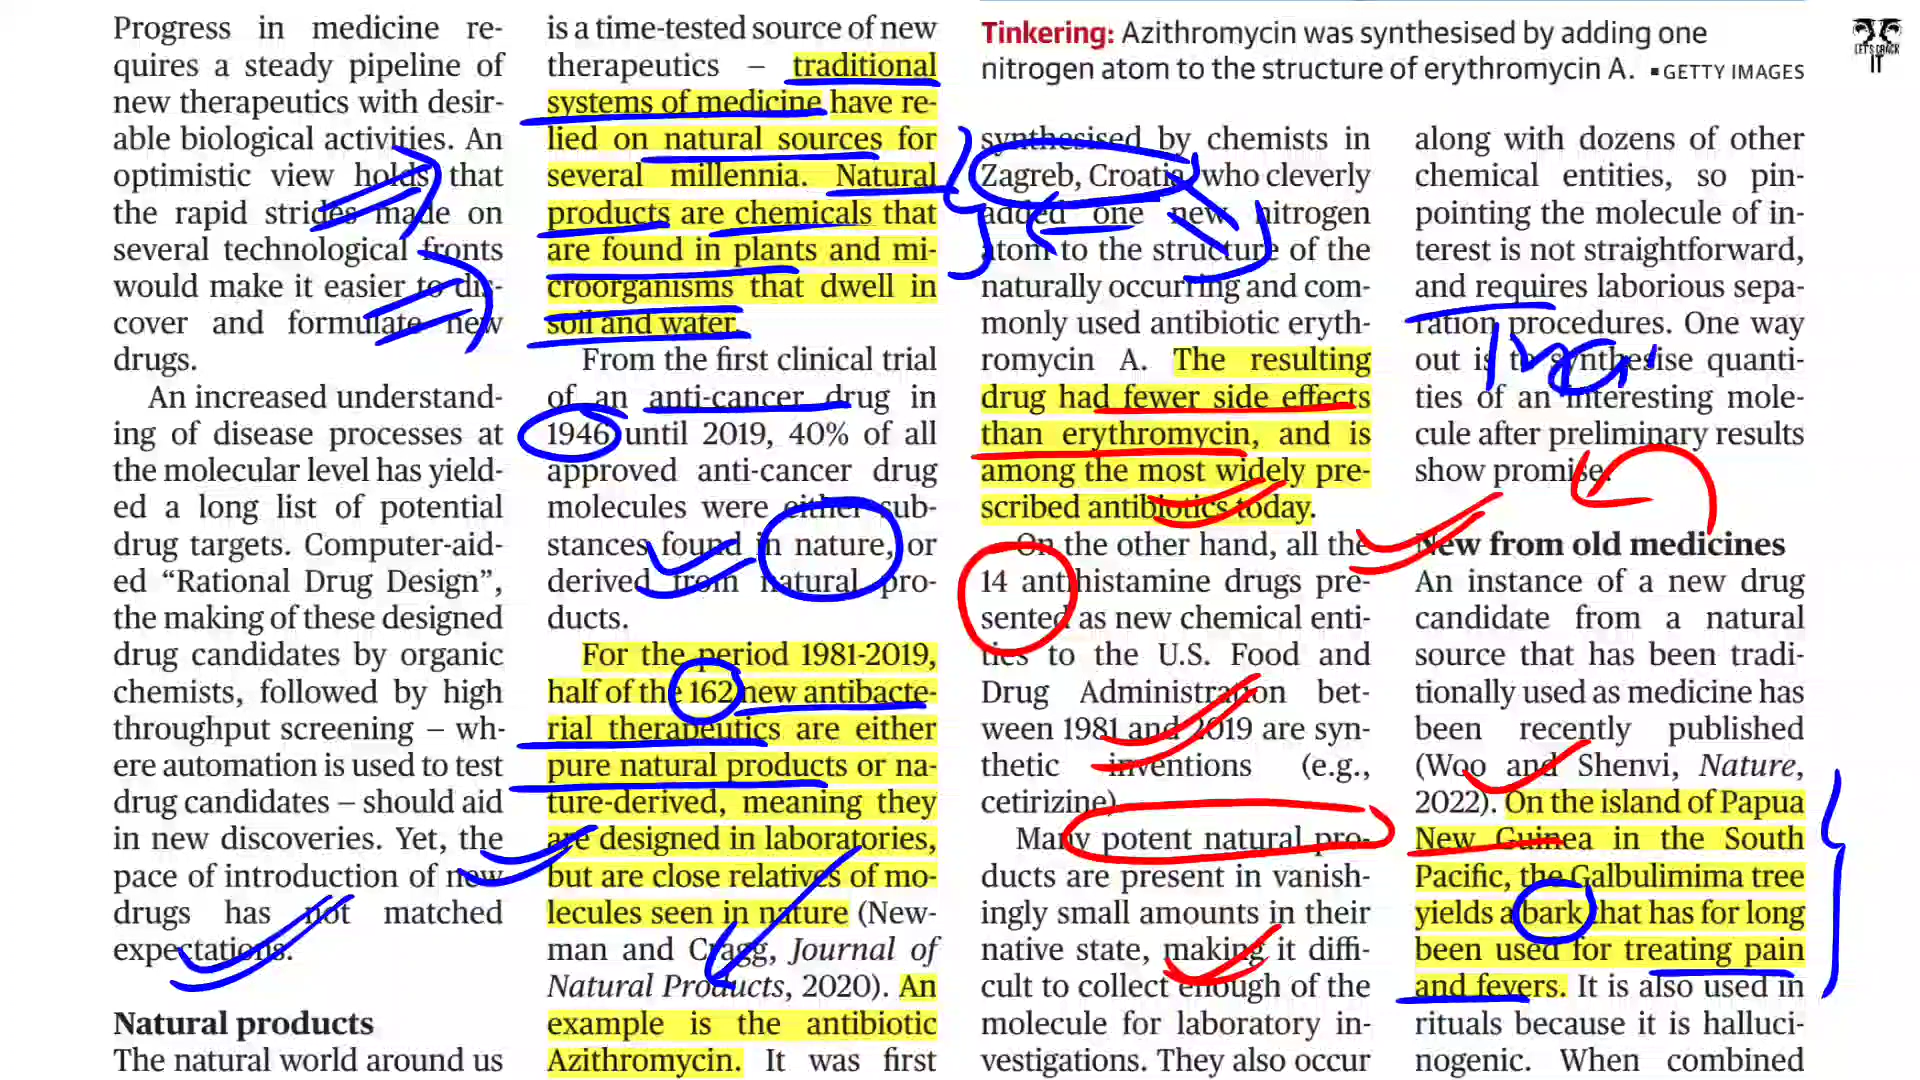 Progress in medicine re-
quires a steady pipeline of
new therapeutics with desir-
able biological activities. An
optimistic view holds that
the rapid strides made on
several technological fronts
would make it easier to dis-
cover and formulate new
drugs.
An increased understand-
ing of disease processes at
the molecular level has yield-
ed a long list of potential
drug targets. Computer-aid-
ed “Rational Drug Design”,
the making of these designed
drug candidates by organic
chemists, followed by high
throughput screening – wh-
ere automation is used to test
drug candidates – should aid
in new discoveries. Yet, the
pace of introduction of new
drugs has not matched
expectations.
Natural products
The natural world around us
is a time-tested source of new
therapeutics – traditional
systems of medicine have re-
lied on natural sources for
several millennia. Natural
products are chemicals that
are found in plants and mi-
croorganisms that dwell in
soil and water.
From the first clinical trial
of an anti-cancer drug in
1946 until 2019, 40% of all
approved anti-cancer drug
molecules were either sub-
stances found in nature, or
derived from natural pro-
ducts.
For the period 1981-2019,
half of the 162 new antibacte-
rial therapeutics are either
pure natural products or na-
ture-derived, meaning they
are designed in laboratories,
but are close relatives of mo-
lecules seen in nature (New-
man and Cragg, Journal of
Natural Products, 2020). An
example is the antibiotic
Azithromycin. It was first
Tinkering: Azithromycin was synthesised by adding one
nitrogen atom to the structure of erythromycin A. ▪ GETTY IMAGES
synthesised by chemists in
Zagreb, Croatia, who cleverly
added one new nitrogen
atom to the structure of the
naturally occurring and com-
monly used antibiotic eryth-
romycin A. The resulting
drug had fewer side effects
than erythromycin, and is
among the most widely pre-
scribed antibiotics today.
On the other hand, all the
14 antihistamine drugs pre-
sented as new chemical enti-
ties to the U.S. Food and
Drug Administration bet-
ween 1981 and 2019 are syn-
thetic inventions (e.g.,
cetirizine).
Many potent natural pro-
ducts are present in vanish-
ingly small amounts in their
native state, making it diffi-
cult to collect enough of the
molecule for laboratory in-
vestigations. They also occur
along with dozens of other
chemical entities, so pin-
pointing the molecule of in-
terest is not straightforward,
and requires laborious sepa-
ration procedures. One way
out is to synthesise quanti-
ties of an interesting mole-
cule after preliminary results
show promise.
New from old medicines
An instance of a new drug
candidate from a natural
source that has been tradi-
tionally used as medicine has
been recently published
(Woo and Shenvi, Nature,
2022). On the island of Papua
New Guinea in the South
Pacific, the Galbulimima tree
yields a bark that has for long
been used for treating pain
and fevers. It is also used in
rituals because it is halluci-
nogenic. When combined
LET'S CRACK
IT